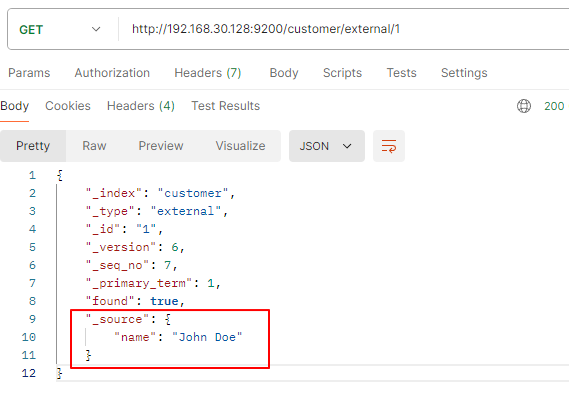 GET http://192.168.30.128:9200/customer/external/1
Params Authorization Headers (7) Body Scripts Tests Settings
Body Cookies Headers (4) Test Results 200
Pretty Raw Preview Visualize JSON
1 {
2 "_index": "customer",
3 "_type": "external",
4 "_id": "1",
5 "_version": 6,
6 "_seq_no": 7,
7 "_primary_term": 1,
8 "found": true,
9 "_source": {
10 "name": "John Doe"
11 }
12 }